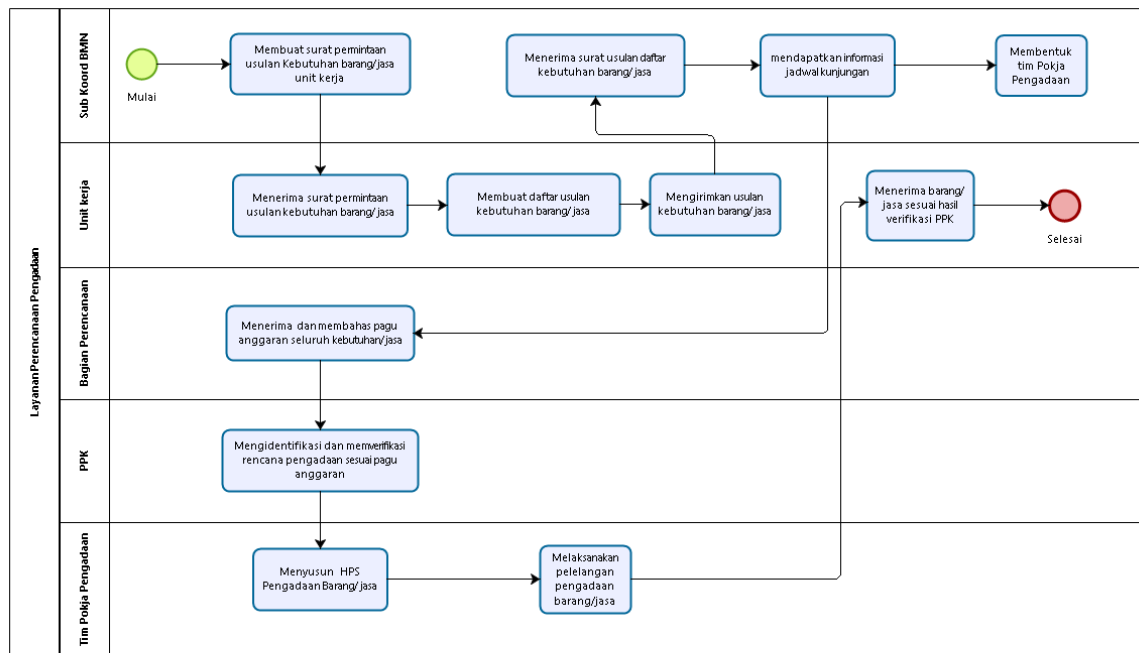 Layanan Perencanaan Pengadaan
Sub Koord BMN
Mulai
Membuat surat permintaan
usulan Kebutuhan barang/jasa
unit kerja
Menerima surat usulan daftar
kebutuhan barang/jasa
mendapatkan informasi
jadwal kunjungan
Membentuk
tim Pokja
Pengadaan
Unit kerja
Menerima surat permintaan
usulan kebutuhan barang/jasa
Membuat daftar usulan
kebutuhan barang/jasa
Mengirimkan usulan
kebutuhan barang/jasa
Menerima barang/
jasa sesuai hasil
verifikasi PPK
Selesai
Bagian Perencanaan
Menerima dan membahas pagu
anggaran seluruh kebutuhan/jasa
PPK
Mengidentifikasi dan memverifikasi
rencana pengadaan sesuai pagu
anggaran
Tim Pokja Pengadaan
Menyusun HPS
Pengadaan Barang/jasa
Melaksanakan
pelelangan
pengadaan
barang/jasa